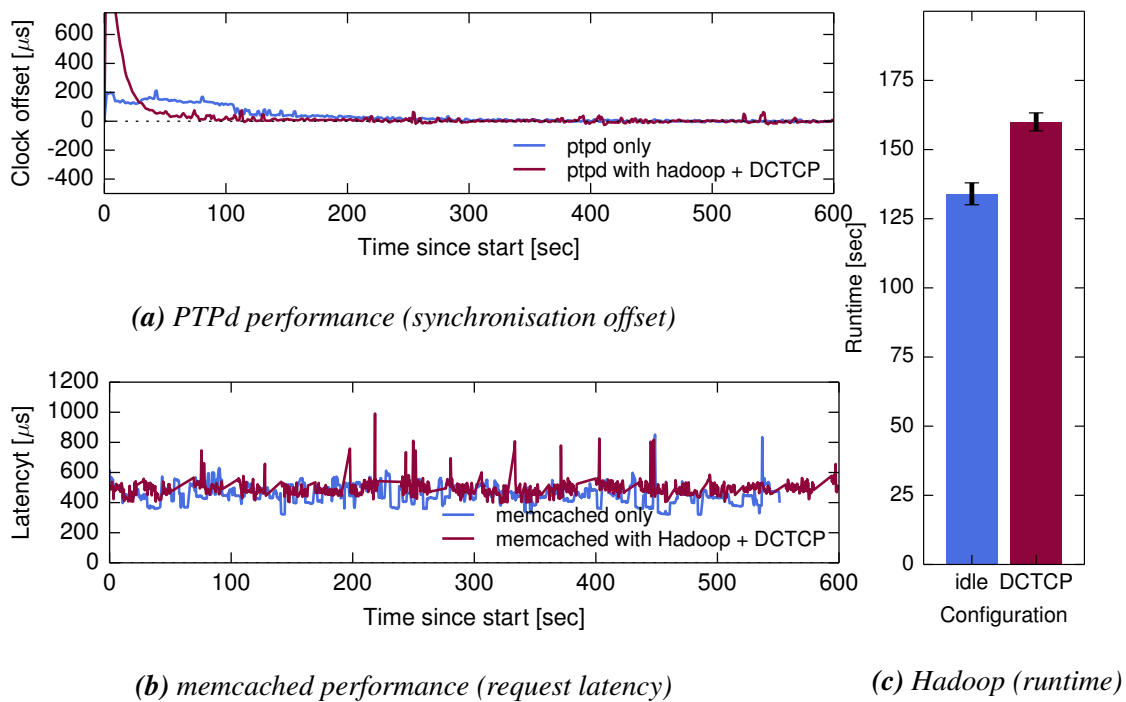 600
400
200
0
-200
-400
Clock offset [μs]
ptpd only
ptpd with hadoop + DCTCP
0
100
200
300
400
500
600
Time since start [sec]
(a) PTPd performance (synchronisation offset)
1200
1000
800
600
400
200
0
Latencyt [μs]
memcached only
memcached with Hadoop + DCTCP
0
100
200
300
400
500
600
Time since start [sec]
(b) memcached performance (request latency)
175
150
125
100
75
50
25
0
Runtime [sec]
idle
DCTCP
Configuration
(c) Hadoop (runtime)